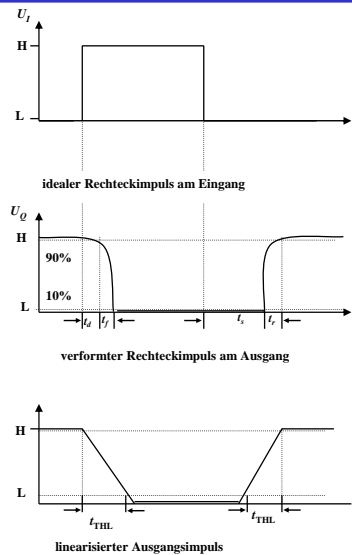 U_I
H
L
idealer Rechteckimpuls am Eingang
U_Q
H
90%
10%
L
t_d t_f t_s t_r
verformter Rechteckimpuls am Ausgang
H
L
t_THL t_THL
linearisierter Ausgangsimpuls